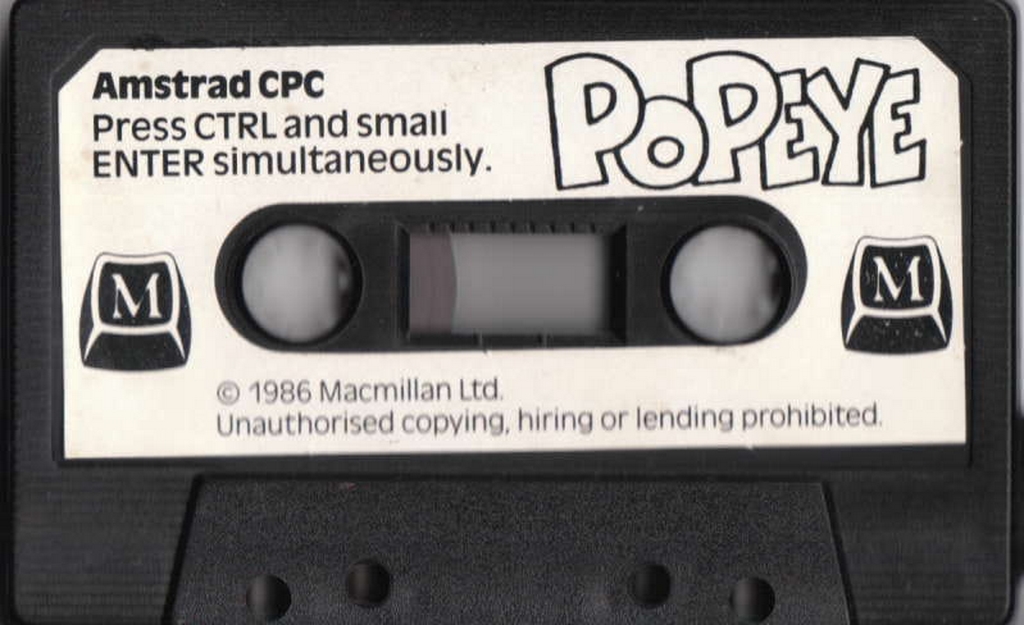 Amstrad CPC
Press CTRL and small
ENTER simultaneously.
POPEYE
M
M
© 1986 Macmillan Ltd.
Unauthorised copying, hiring or lending prohibited.